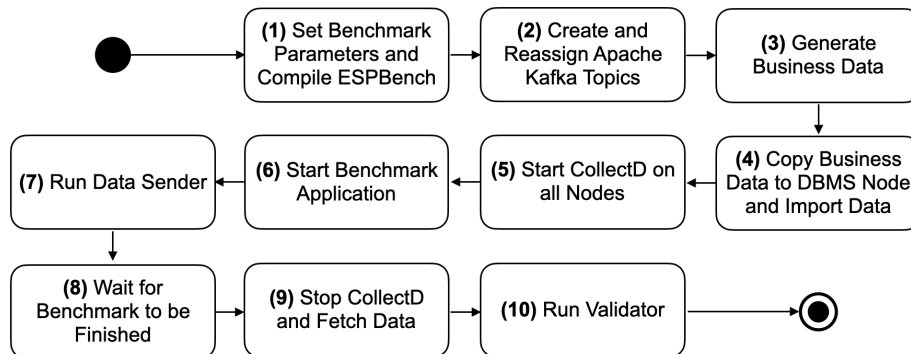 (1) Set Benchmark
Parameters and
Compile ESPBench
(2) Create and
Reassign Apache
Kafka Topics
(3) Generate
Business Data
(4) Copy Business
Data to DBMS Node
and Import Data
(5) Start CollectD on
all Nodes
(6) Start Benchmark
Application
(7) Run Data Sender
(8) Wait for
Benchmark to be
Finished
(9) Stop CollectD
and Fetch Data
(10) Run Validator